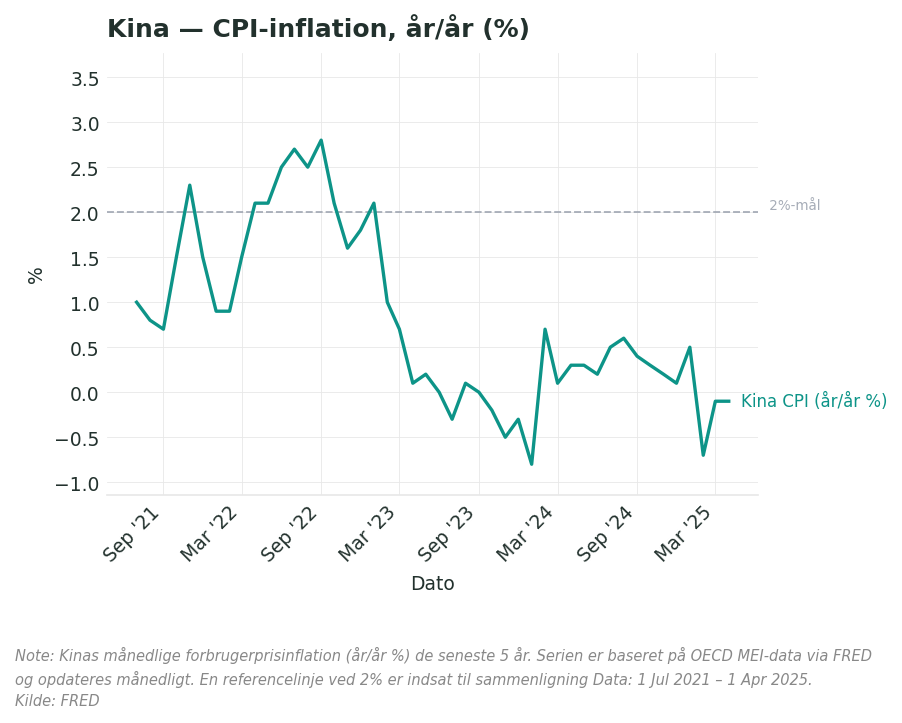 Kina — CPI-inflation, år/år (%)
3.5
3.0
2.5
2.0
1.5
1.0
0.5
0.0
−0.5
−1.0
%
2%-mål
Kina CPI (år/år %)
Sep '21
Mar '22
Sep '22
Mar '23
Sep '23
Mar '24
Sep '24
Mar '25
Dato
Note: Kinas månedlige forbrugerprisinflation (år/år %) de seneste 5 år. Serien er baseret på OECD MEI-data via FRED
og opdateres månedligt. En referencelinje ved 2% er indsat til sammenligning Data: 1 Jul 2021 – 1 Apr 2025.
Kilde: FRED